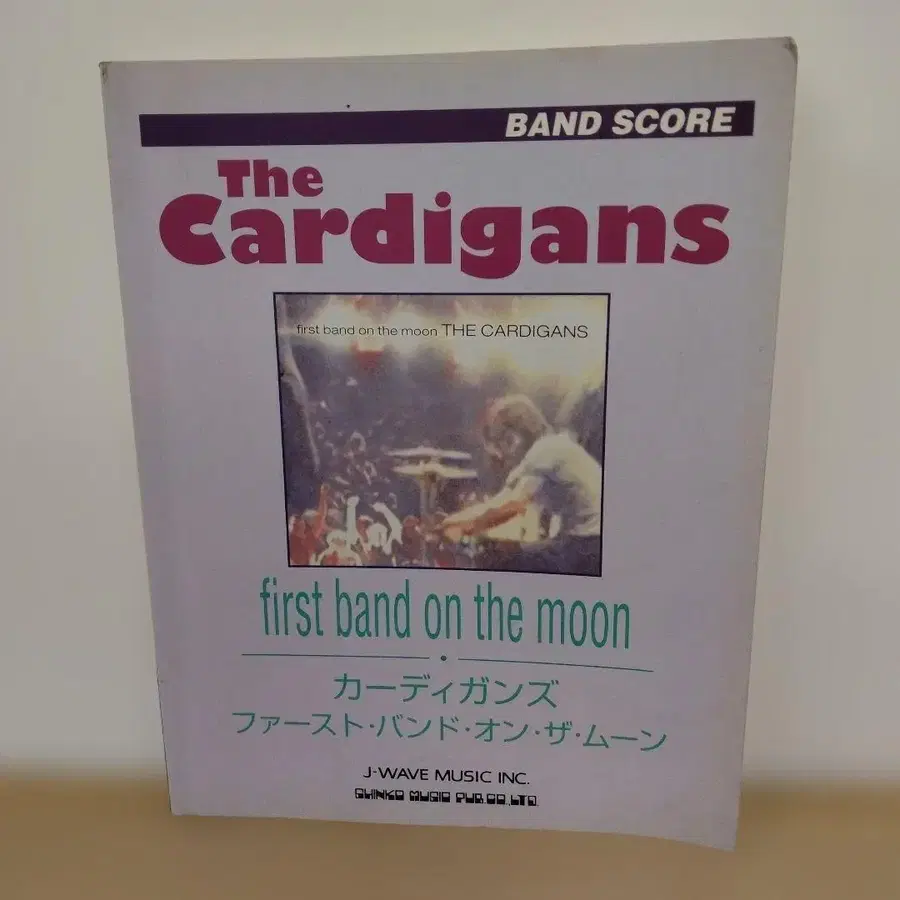 BAND SCORE
The
Cardigans
first band on the moon THE CARDIGANS
first band on the moon
カーディガンズ
ファースト・バンド・オン・ザ・ムーン
J-WAVE MUSIC INC.
SHINKO MUSIC PUB.CO.,LTD.